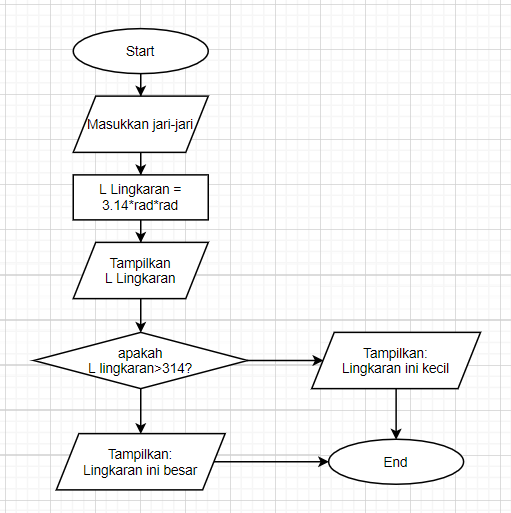 Start
Masukkan jari-jari
L Lingkaran =
3.14*rad*rad
Tampilkan
L Lingkaran
apakah
L lingkaran>314?
Tampilkan:
Lingkaran ini kecil
Tampilkan:
Lingkaran ini besar
End